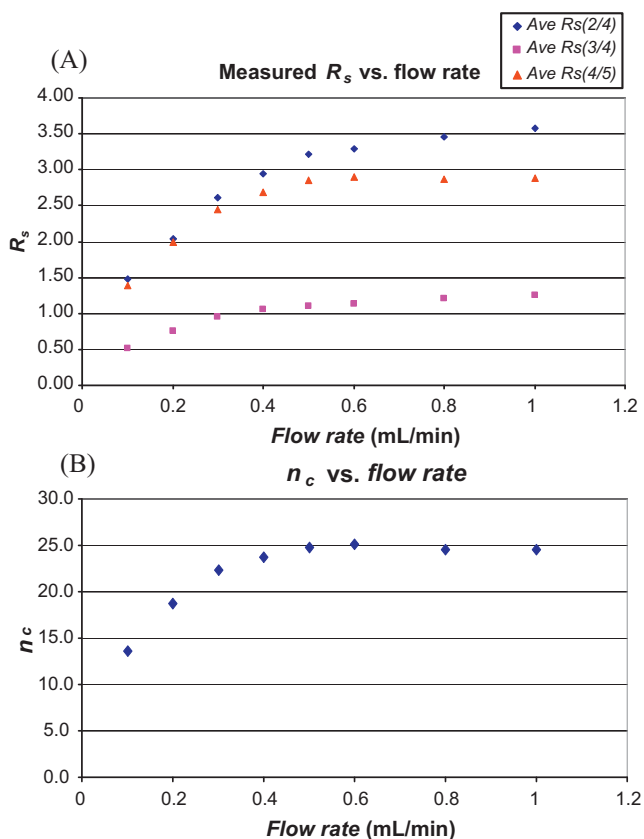 Ave Rs(2/4)
Ave Rs(3/4)
Ave Rs(4/5)
(A)
Measured Rs vs. flow rate
4.00
3.50
3.00
2.50
2.00
1.50
1.00
0.50
0.00
Rs
0 0.2 0.4 0.6 0.8 1 1.2
Flow rate (mL/min)
(B)
nc vs. flow rate
30.0
25.0
20.0
15.0
10.0
5.0
0.0
nc
0 0.2 0.4 0.6 0.8 1 1.2
Flow rate (mL/min)